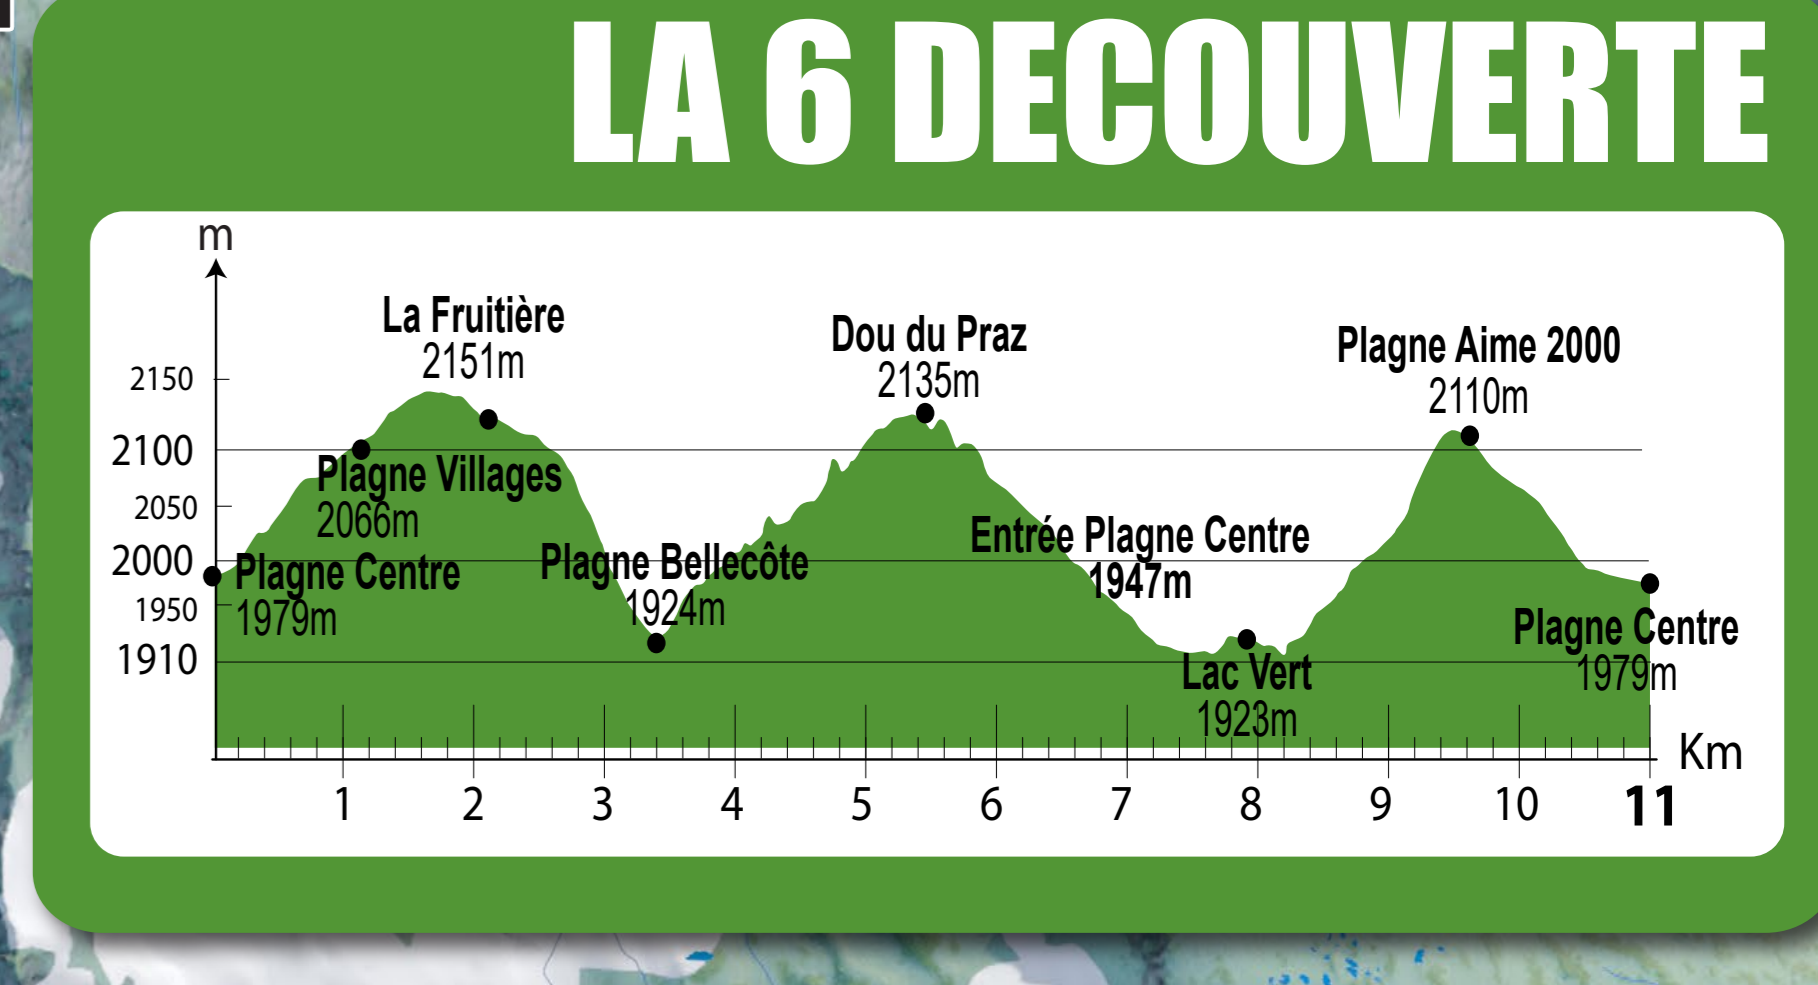 LA 6 DECOUVERTE
m
La Fruitière
2151m
Dou du Praz
2135m
Plagne Aime 2000
2110m
2150
2100
2050
2000
1950
1910
Plagne Villages
2066m
Plagne Centre
1979m
Plagne Bellecôte
1924m
Entrée Plagne Centre
1947m
Lac Vert
1923m
Plagne Centre
1979m
Km
1 2 3 4 5 6 7 8 9 10 11